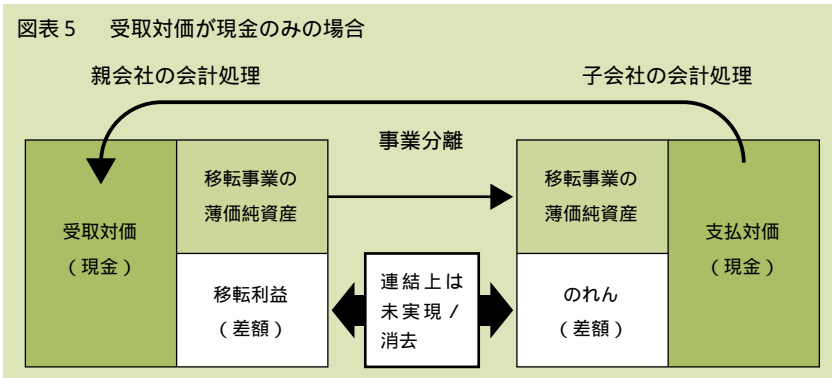 図表5 受取対価が現金のみの場合
親会社の会計処理
子会社の会計処理
事業分離
受取対価
（現金）
移転事業の
薄価純資産
移転利益
（差額）
連結上は
未実現／
消去
移転事業の
薄価純資産
のれん
（差額）
支払対価
（現金）